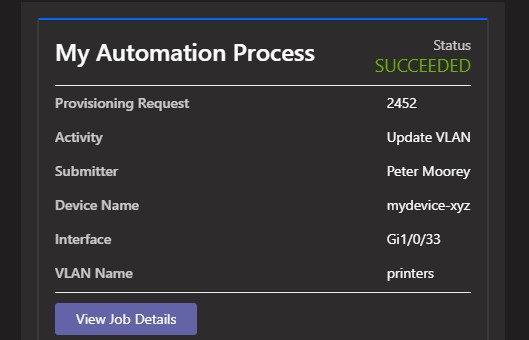 My Automation Process
Status
SUCCEEDED
Provisioning Request 2452
Activity Update VLAN
Submitter Peter Moorey
Device Name mydevice-xyz
Interface Gi1/0/33
VLAN Name printers
View Job Details